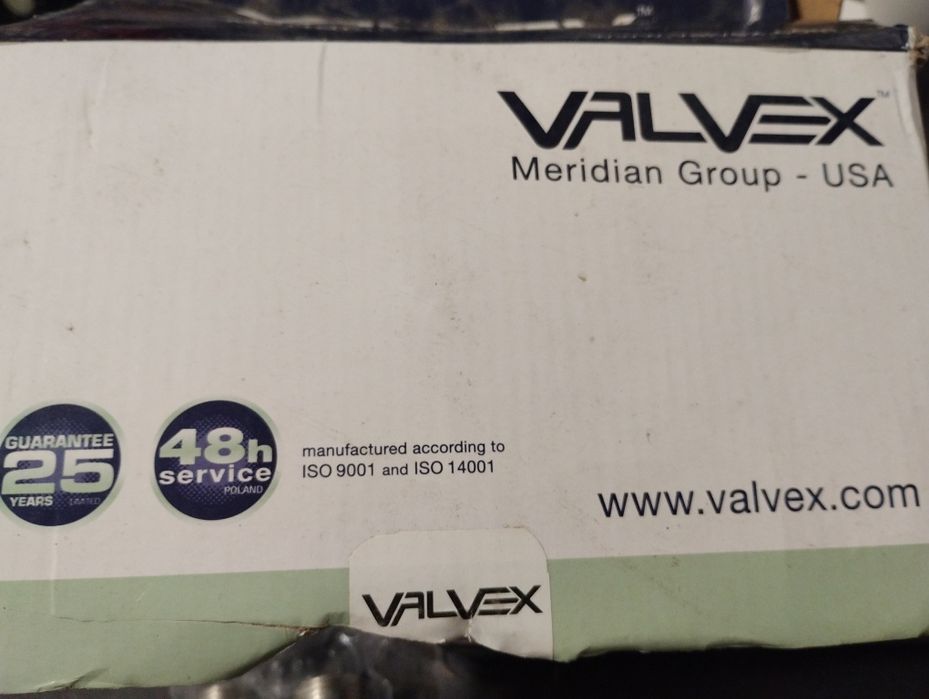 VALVEX™
Meridian Group - USA
GUARANTEE
25
YEARS LIMITED
48h
service
POLAND
manufactured according to
ISO 9001 and ISO 14001
www.valvex.com
VALVEX